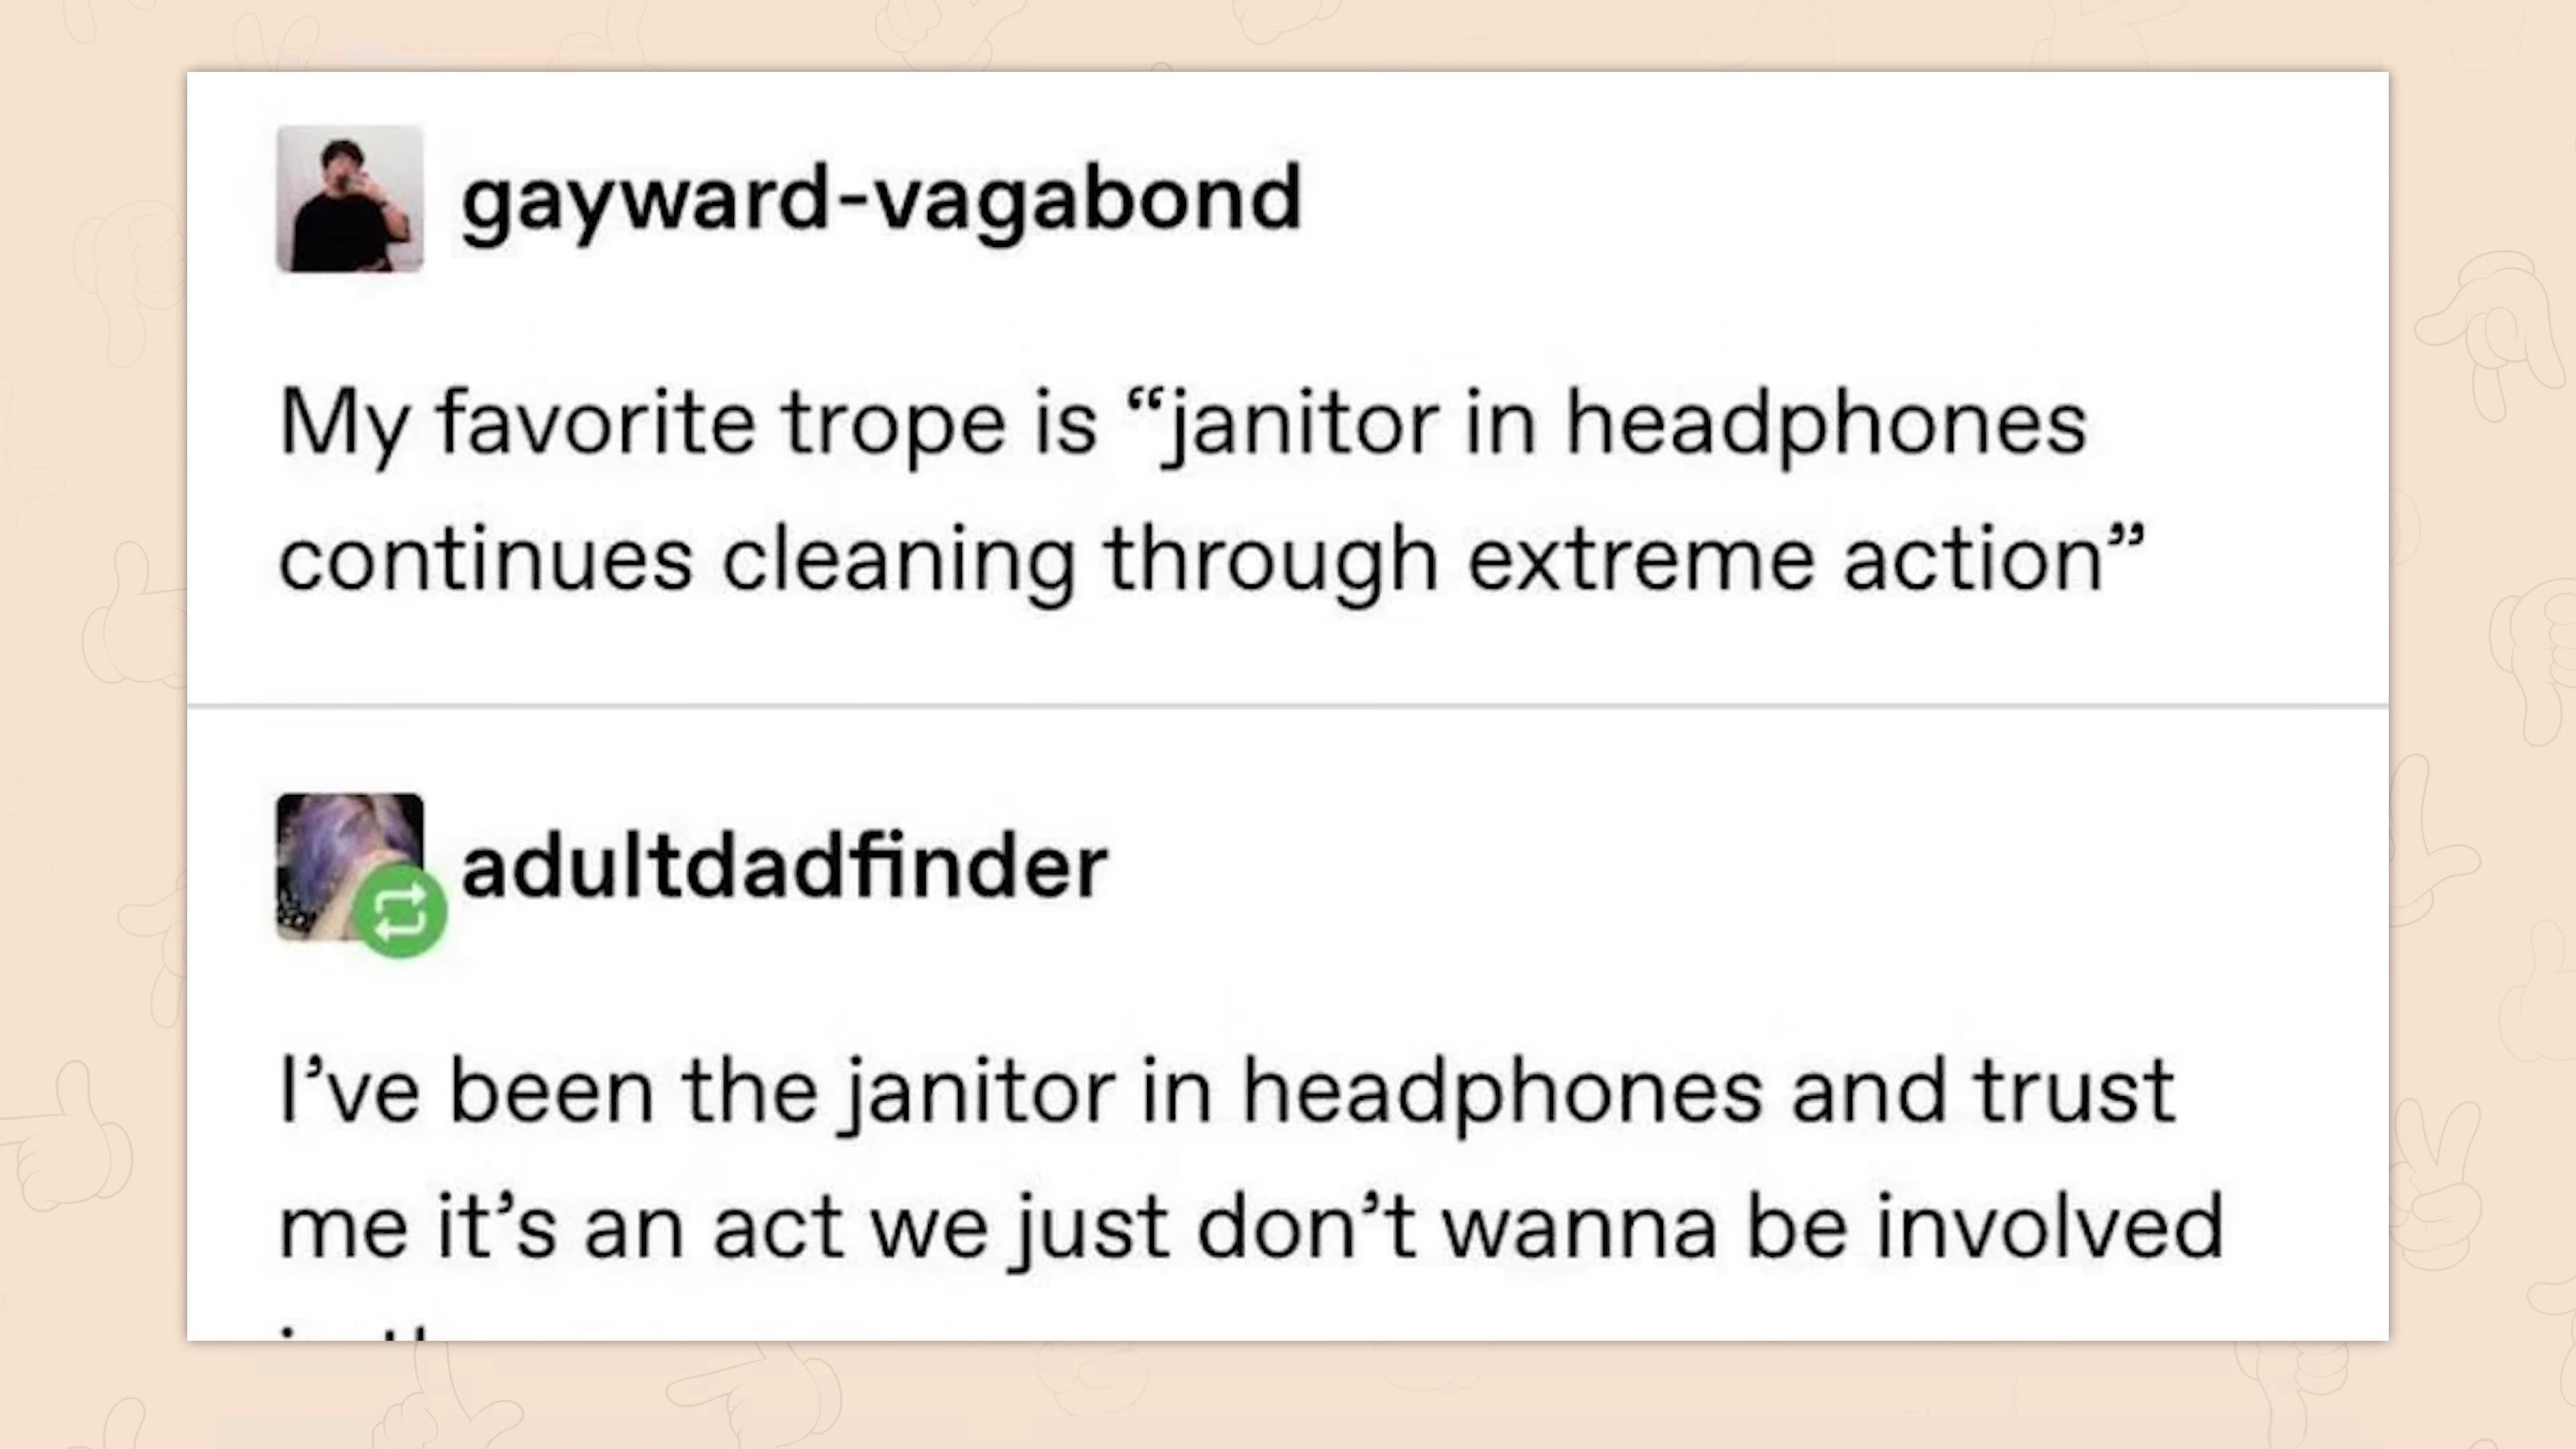 gayward-vagabond
My favorite trope is “janitor in headphones
continues cleaning through extreme action”
adultdadfinder
I’ve been the janitor in headphones and trust
me it’s an act we just don’t wanna be involved